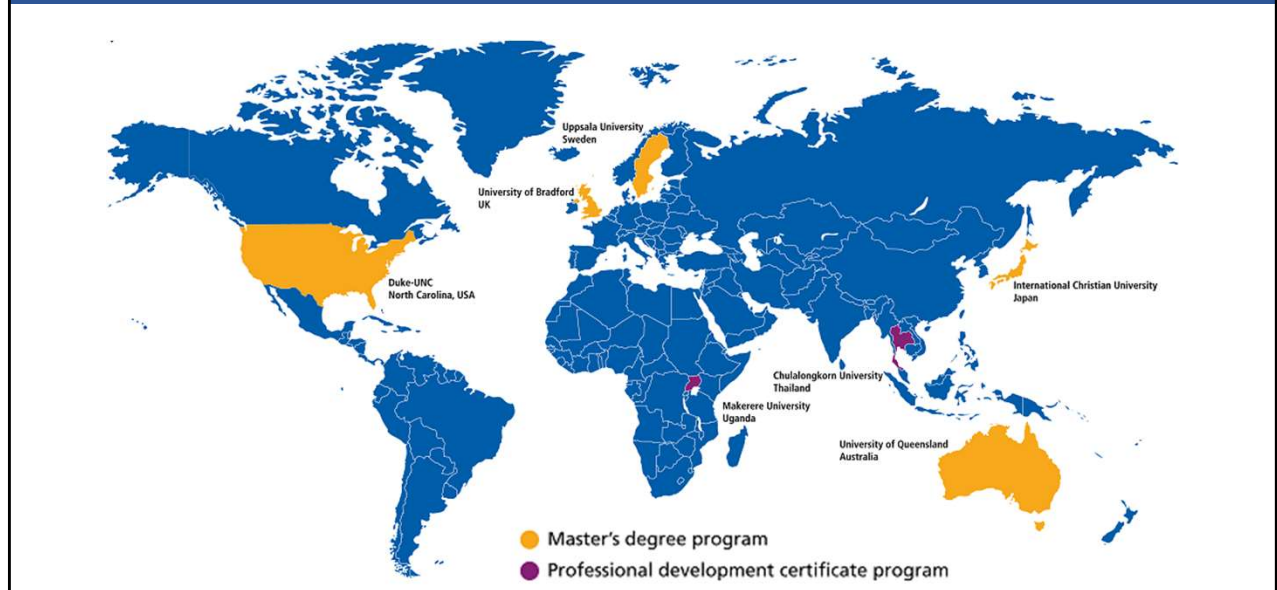 Uppsala University
Sweden
University of Bradford
UK
Duke-UNC
North Carolina, USA
International Christian University
Japan
Chulalongkorn University
Thailand
Makerere University
Uganda
University of Queensland
Australia
Master's degree program
Professional development certificate program